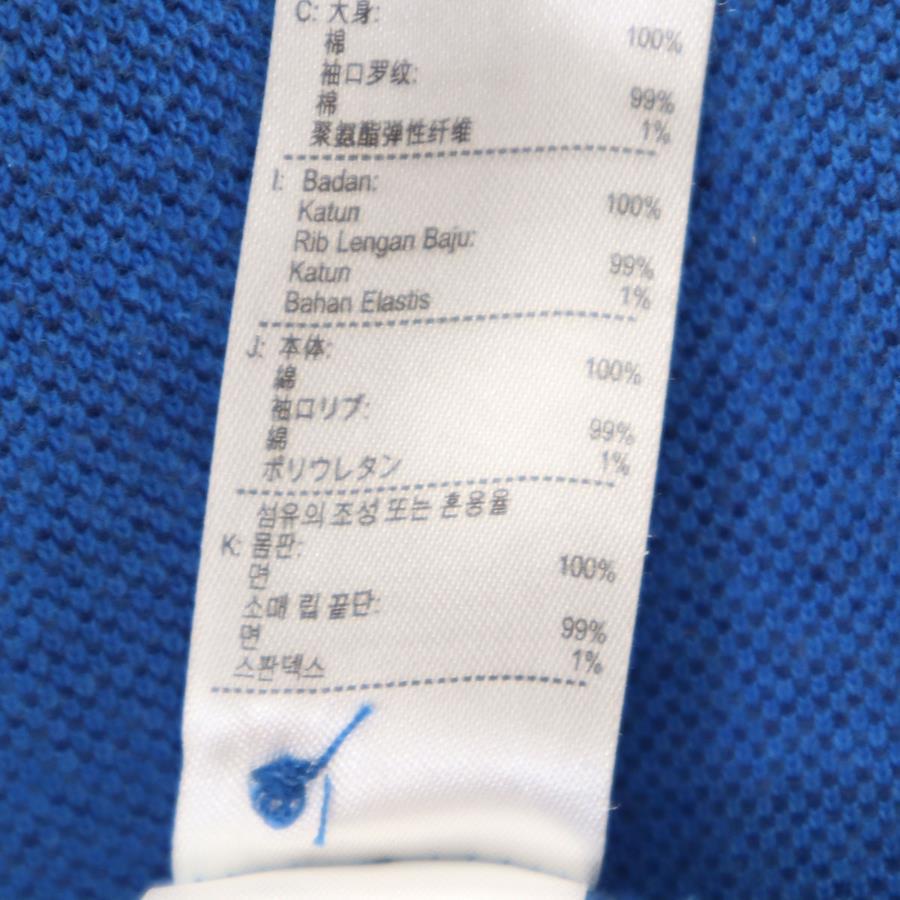 C: 大身:
棉 100%
袖口罗纹:
棉 99%
聚氨酯弹性纤维 1%
I: Badan:
Katun 100%
Rib Lengan Baju:
Katun 99%
Bahan Elastis 1%
J: 本体:
綿 100%
袖口リブ:
綿 99%
ポリウレタン 1%
섬유의 조성 또는 혼용율
K: 몸판:
면 100%
소매 립 끝단:
면 99%
스판덱스 1%